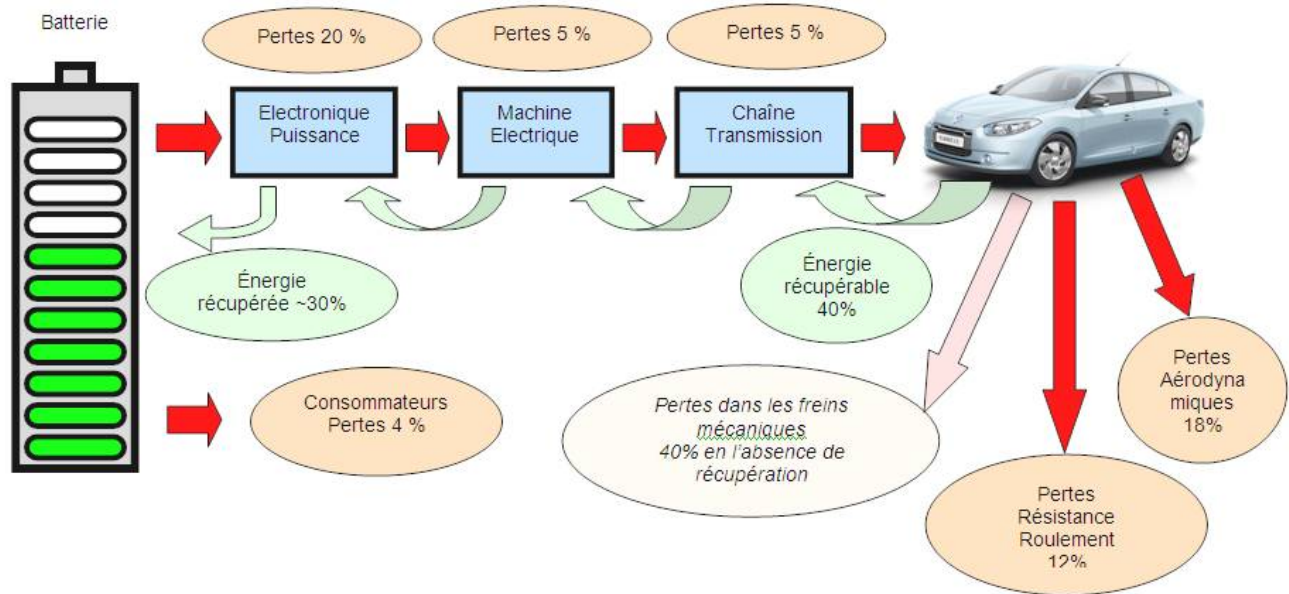 Batterie
Pertes 20 %
Pertes 5 %
Pertes 5 %
Electronique
Puissance
Machine
Electrique
Chaîne
Transmission
Énergie
récupérée ~30%
Énergie
récupérable
40%
Consommateurs
Pertes 4 %
Pertes dans les freins
mécaniques
40% en l'absence de
récupération
Pertes
Aérodyna
miques
18%
Pertes
Résistance
Roulement
12%